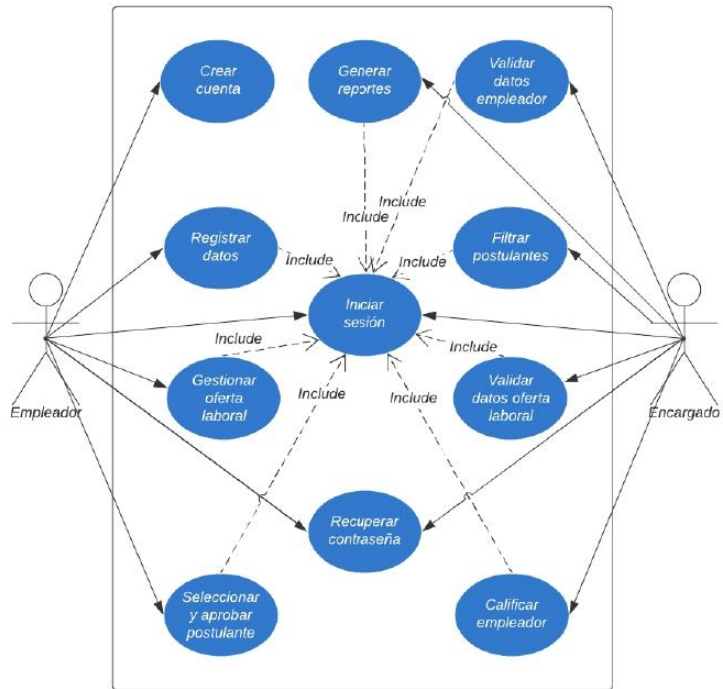 Crear
cuenta
Generar
reportes
Validar
datos
empleador
Include
Include
Registrar
datos
Include
Include
Filtrar
postulantes
Iniciar
sesión
Include
Include
Gestionar
oferta
laboral
Validar
datos oferta
laboral
Empleador
Include
Include
Encargado
Recuperar
contraseña
Seleccionar
y aprobar
postulante
Calificar
empleador